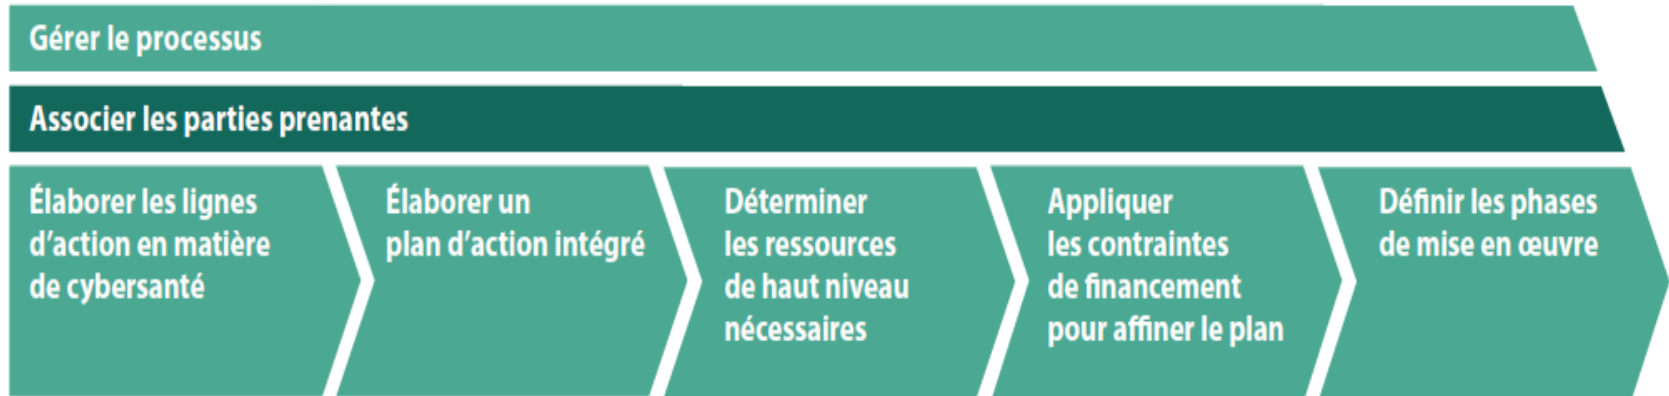 Gérer le processus
Associer les parties prenantes
Élaborer les lignes
d’action en matière
de cybersanté
Élaborer un
plan d’action intégré
Déterminer
les ressources
de haut niveau
nécessaires
Appliquer
les contraintes
de financement
pour affiner le plan
Définir les phases
de mise en œuvre